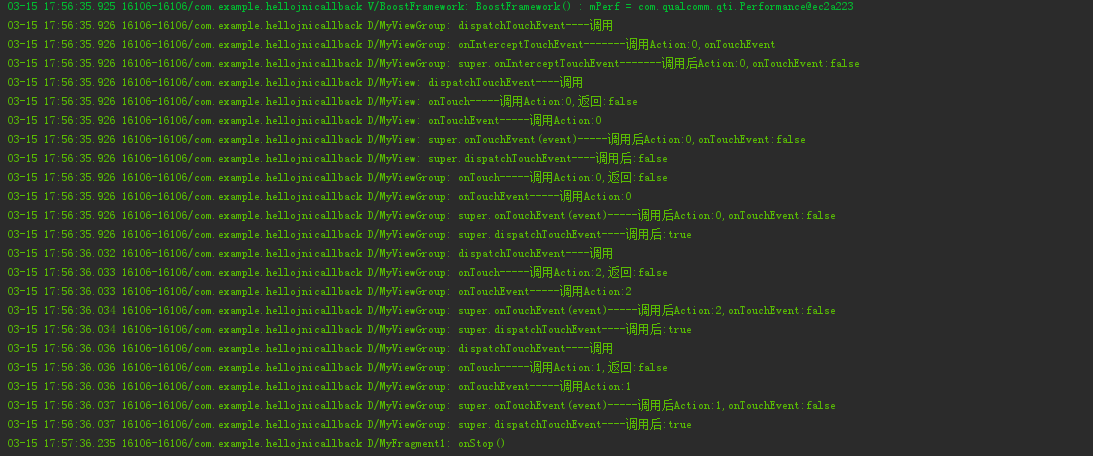 03-15 17:56:35.925 16106-16106/com.example.hellojnicallback V/BoostFramework: BoostFramework() : mPerf = com.qualcomm.qti.Performance@ec2a223
03-15 17:56:35.926 16106-16106/com.example.hellojnicallback D/MyViewGroup: dispatchTouchEvent----调用
03-15 17:56:35.926 16106-16106/com.example.hellojnicallback D/MyViewGroup: onInterceptTouchEvent-------调用Action:0,onTouchEvent
03-15 17:56:35.926 16106-16106/com.example.hellojnicallback D/MyViewGroup: super.onInterceptTouchEvent-------调用后Action:0,onTouchEvent:false
03-15 17:56:35.926 16106-16106/com.example.hellojnicallback D/MyView: dispatchTouchEvent----调用
03-15 17:56:35.926 16106-16106/com.example.hellojnicallback D/MyView: onTouch-----调用Action:0,返回:false
03-15 17:56:35.926 16106-16106/com.example.hellojnicallback D/MyView: onTouchEvent-----调用Action:0
03-15 17:56:35.926 16106-16106/com.example.hellojnicallback D/MyView: super.onTouchEvent(event)-----调用后Action:0,onTouchEvent:false
03-15 17:56:35.926 16106-16106/com.example.hellojnicallback D/MyView: super.dispatchTouchEvent----调用后:false
03-15 17:56:35.926 16106-16106/com.example.hellojnicallback D/MyViewGroup: onTouch-----调用Action:0,返回:false
03-15 17:56:35.926 16106-16106/com.example.hellojnicallback D/MyViewGroup: onTouchEvent-----调用Action:0
03-15 17:56:35.926 16106-16106/com.example.hellojnicallback D/MyViewGroup: super.onTouchEvent(event)-----调用后Action:0,onTouchEvent:false
03-15 17:56:35.926 16106-16106/com.example.hellojnicallback D/MyViewGroup: super.dispatchTouchEvent----调用后:true
03-15 17:56:36.032 16106-16106/com.example.hellojnicallback D/MyViewGroup: dispatchTouchEvent----调用
03-15 17:56:36.033 16106-16106/com.example.hellojnicallback D/MyViewGroup: onTouch-----调用Action:2,返回:false
03-15 17:56:36.033 16106-16106/com.example.hellojnicallback D/MyViewGroup: onTouchEvent-----调用Action:2
03-15 17:56:36.034 16106-16106/com.example.hellojnicallback D/MyViewGroup: super.onTouchEvent(event)-----调用后Action:2,onTouchEvent:false
03-15 17:56:36.034 16106-16106/com.example.hellojnicallback D/MyViewGroup: super.dispatchTouchEvent----调用后:true
03-15 17:56:36.036 16106-16106/com.example.hellojnicallback D/MyViewGroup: dispatchTouchEvent----调用
03-15 17:56:36.036 16106-16106/com.example.hellojnicallback D/MyViewGroup: onTouch-----调用Action:1,返回:false
03-15 17:56:36.036 16106-16106/com.example.hellojnicallback D/MyViewGroup: onTouchEvent-----调用Action:1
03-15 17:56:36.037 16106-16106/com.example.hellojnicallback D/MyViewGroup: super.onTouchEvent(event)-----调用后Action:1,onTouchEvent:false
03-15 17:56:36.037 16106-16106/com.example.hellojnicallback D/MyViewGroup: super.dispatchTouchEvent----调用后:true
03-15 17:57:36.235 16106-16106/com.example.hellojnicallback D/MyFragment1: onStop()